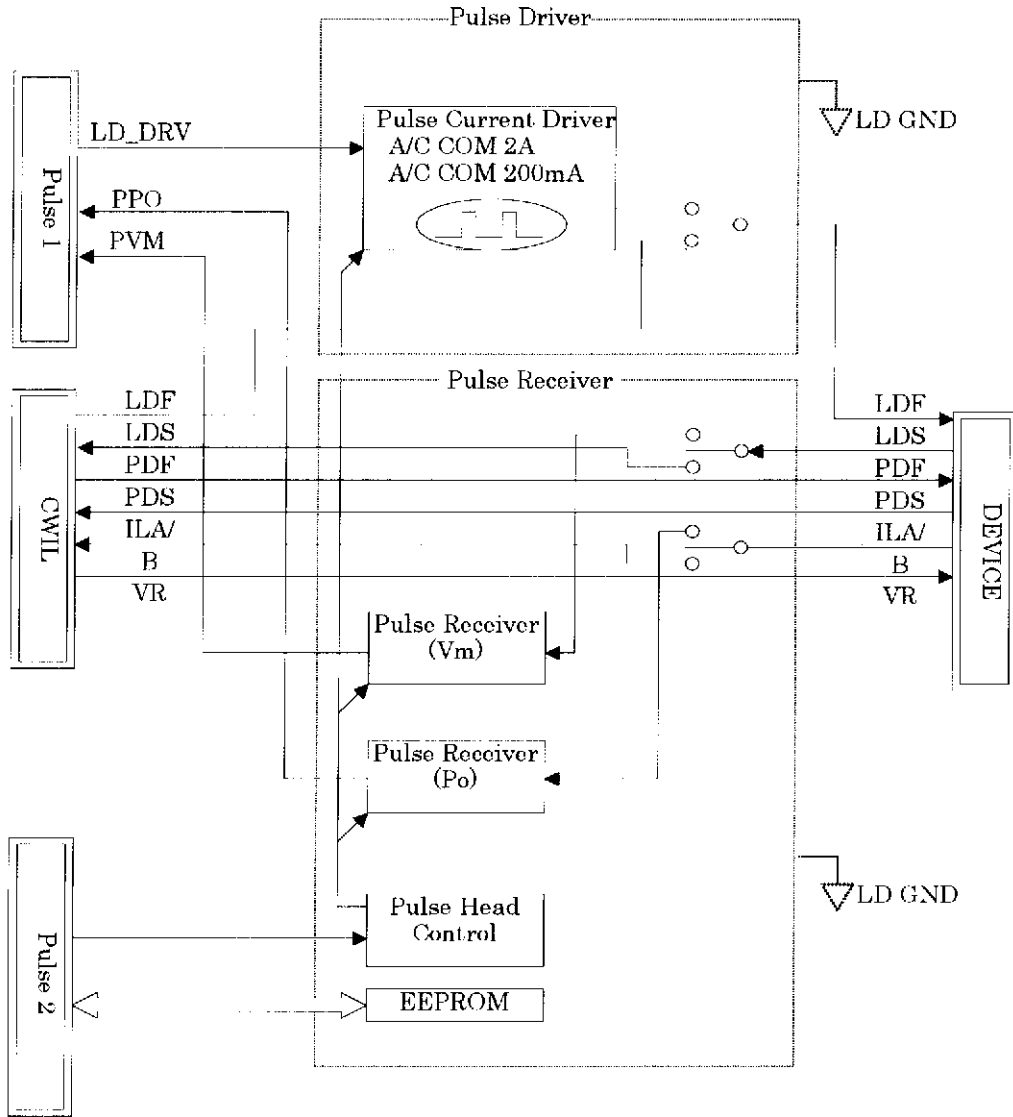 Pulse Driver
Pulse 1
LD_DRV
PPO
PVM
Pulse Current Driver
A/C COM 2A
A/C COM 200mA
LD GND
Pulse Receiver
CWIL
LDF
LDS
PDF
PDS
ILA/
B
VR
LDF
LDS
PDF
PDS
ILA/
B
VR
DEVICE
Pulse Receiver
(Vm)
Pulse Receiver
(Po)
LD GND
Pulse 2
Pulse Head
Control
EEPROM